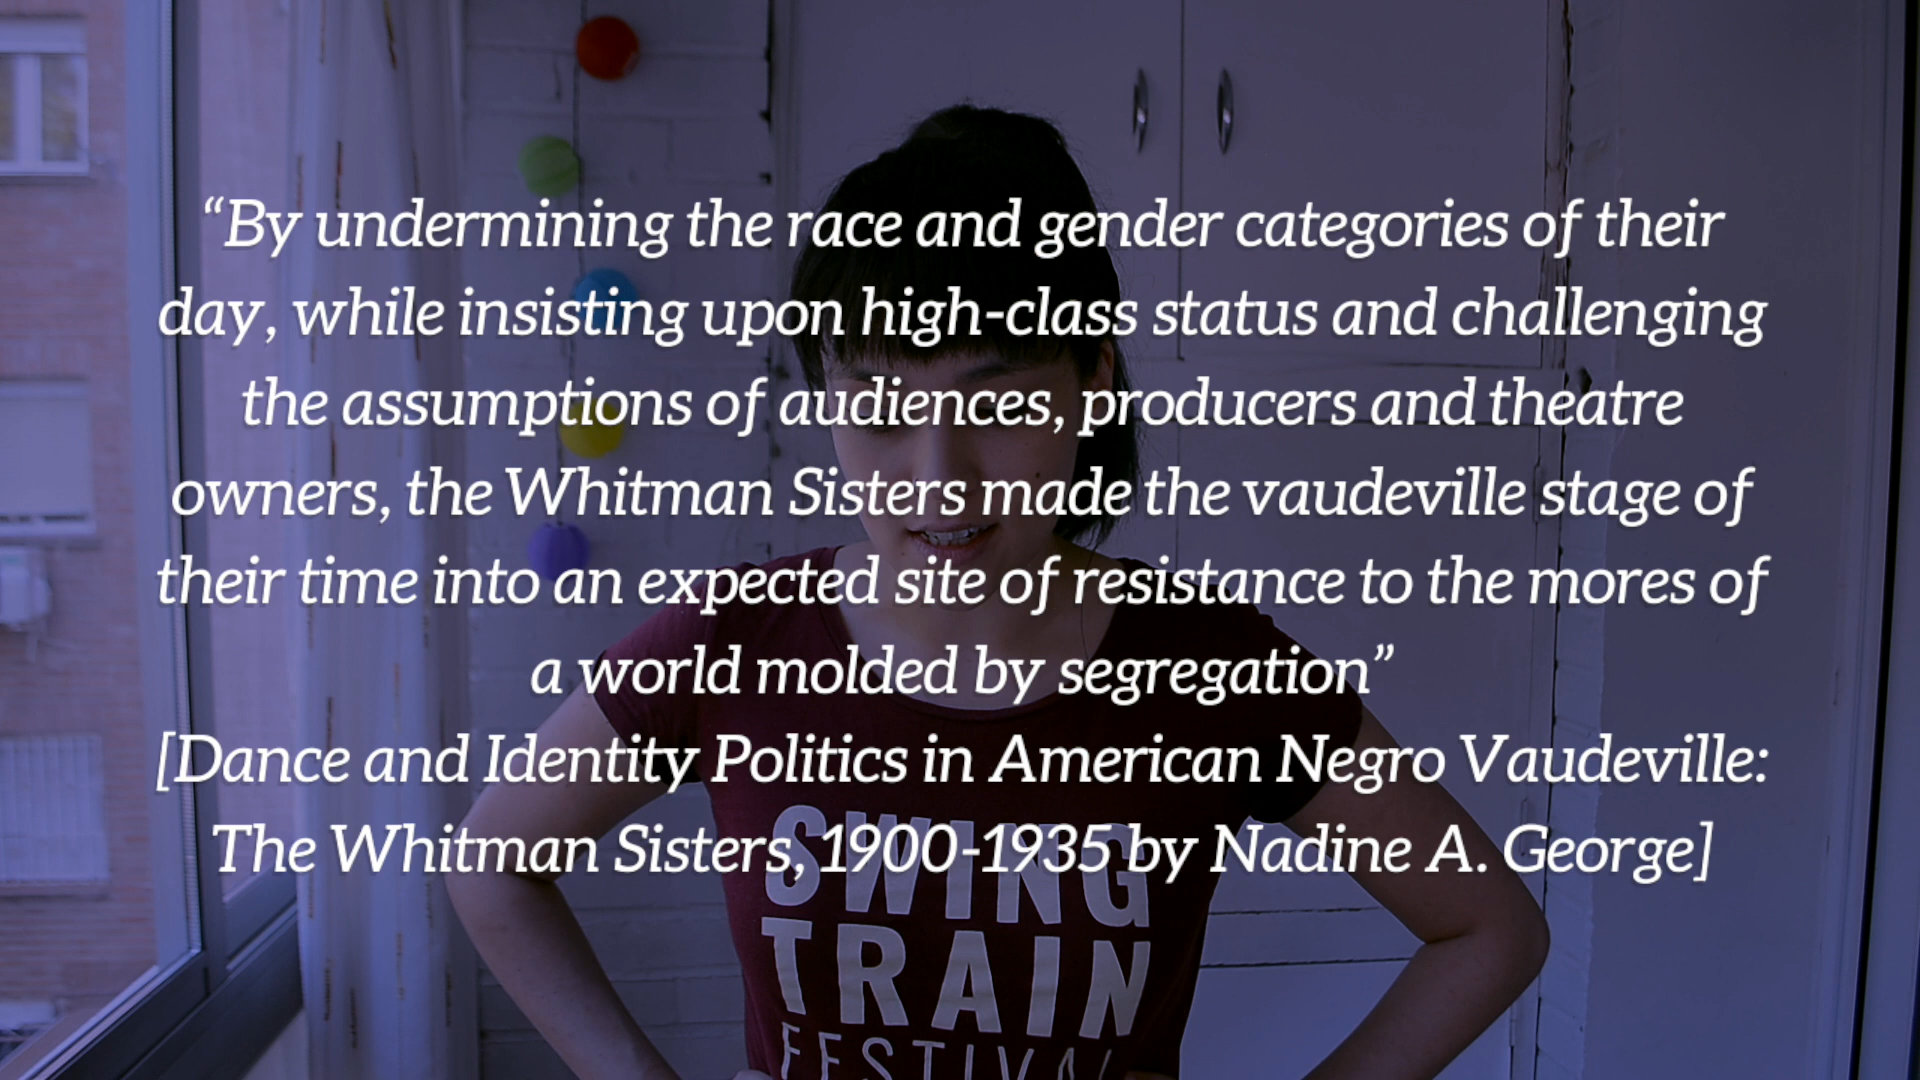 “By undermining the race and gender categories of their
day, while insisting upon high-class status and challenging
the assumptions of audiences, producers and theatre
owners, the Whitman Sisters made the vaudeville stage of
their time into an expected site of resistance to the mores of
a world molded by segregation”
[Dance and Identity Politics in American Negro Vaudeville:
The Whitman Sisters, 1900-1935 by Nadine A. George]
SWING
TRAIN
FESTIVAL